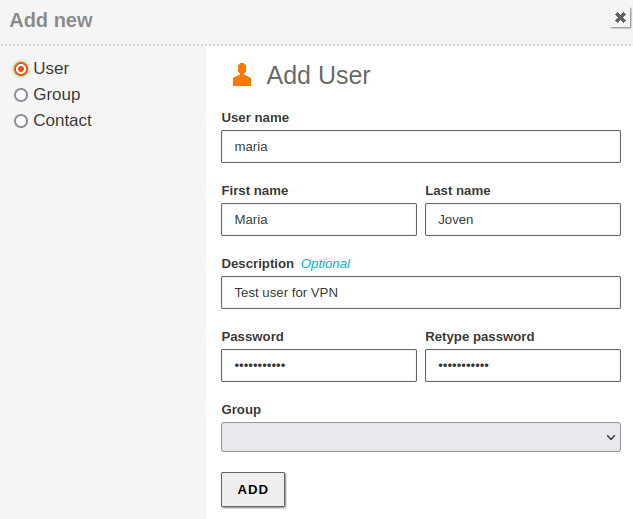 Add new
User
Group
Contact
Add User
User name
maria
First name Last name
Maria Joven
Description Optional
Test user for VPN
Password Retype password
••••••••••• •••••••••••
Group
ADD